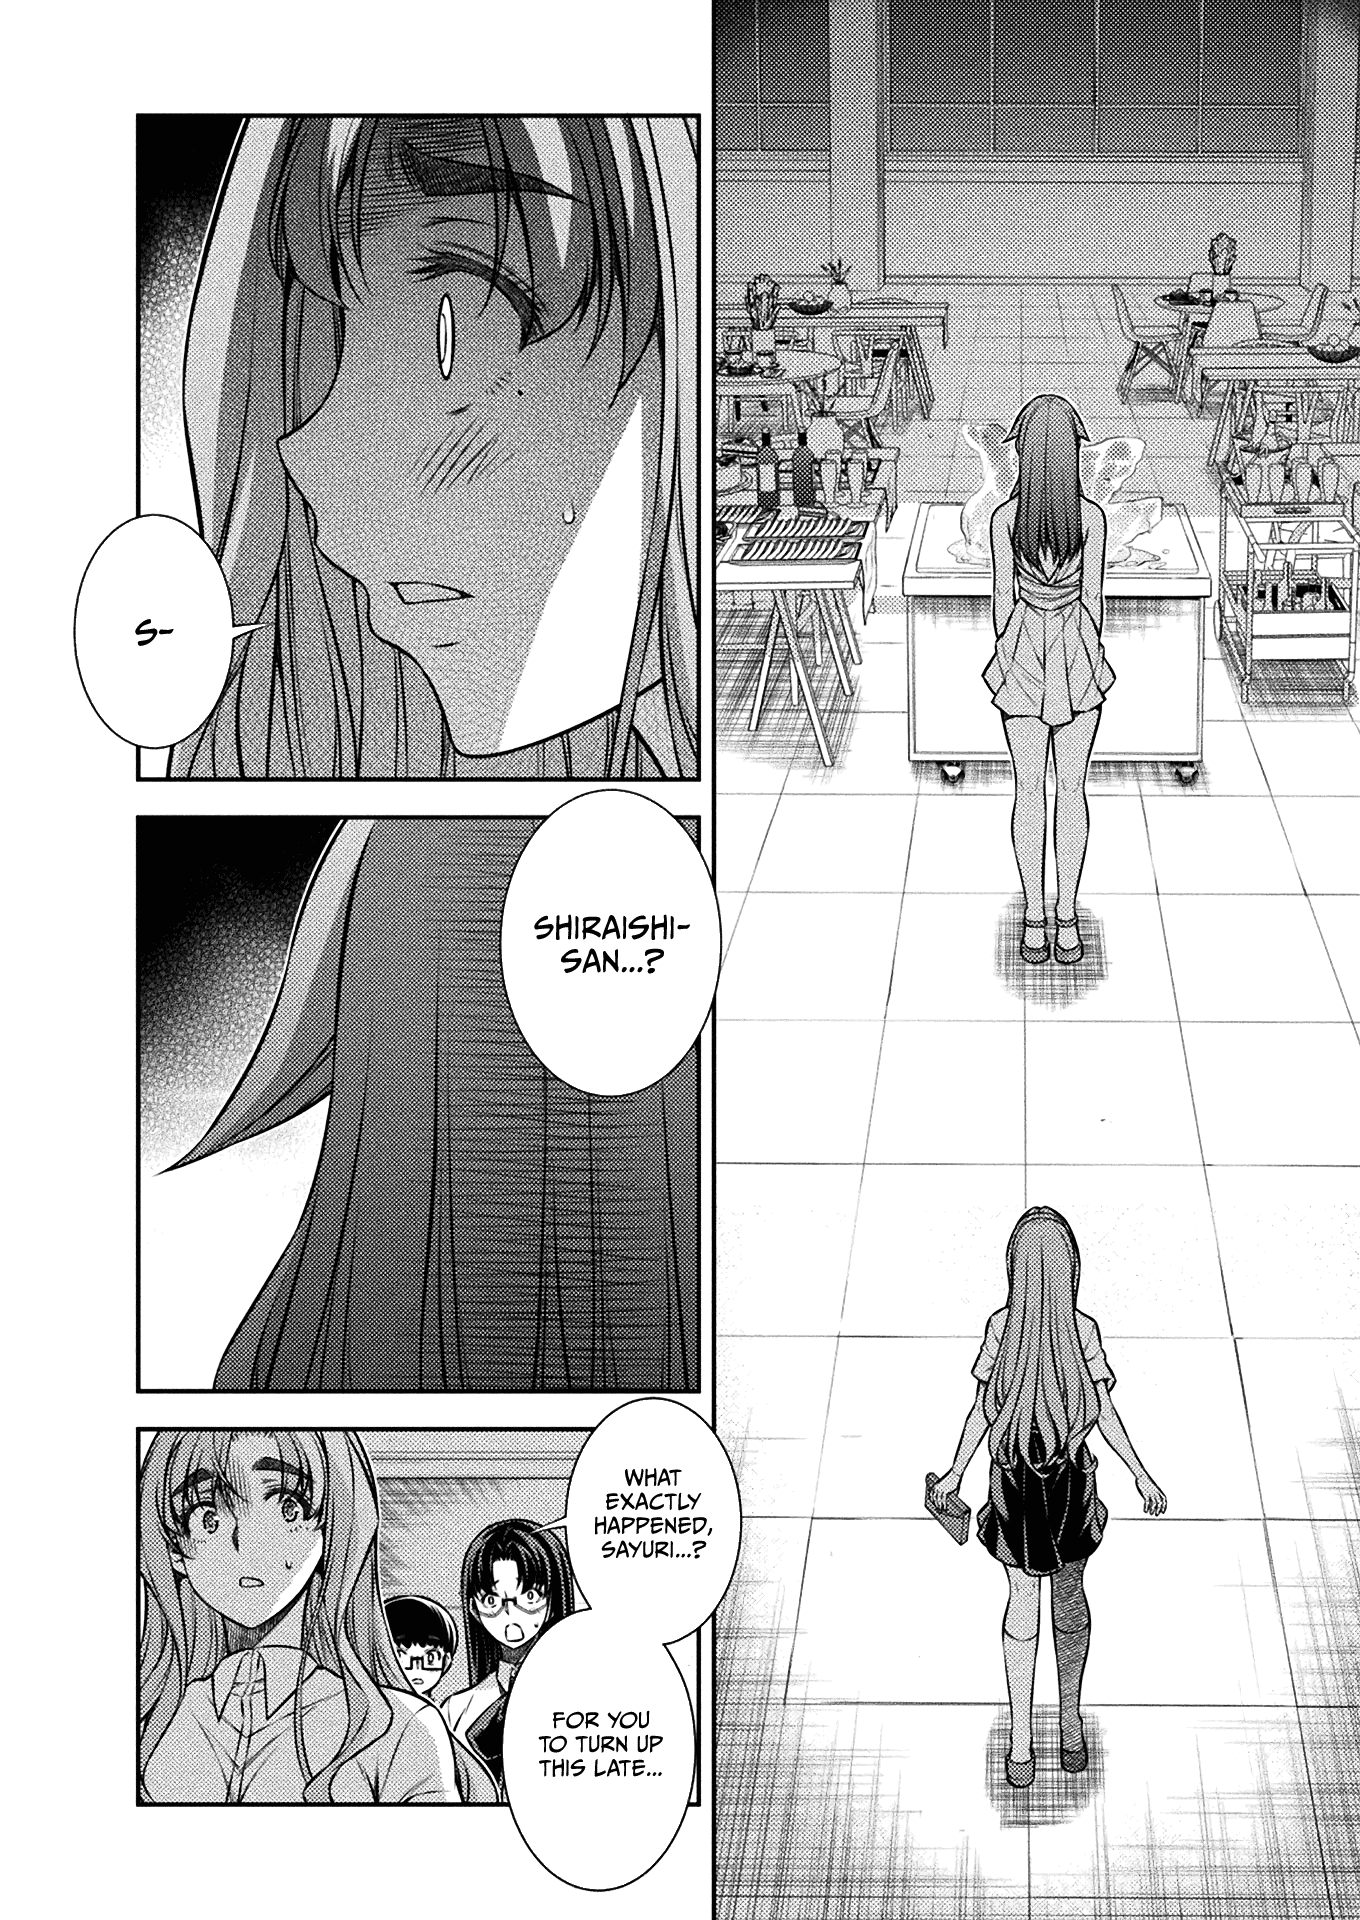 S-
SHIRAISHI-
SAN...?
WHAT
EXACTLY
HAPPENED,
SAYURI...?
FOR YOU
TO TURN UP
THIS LATE...